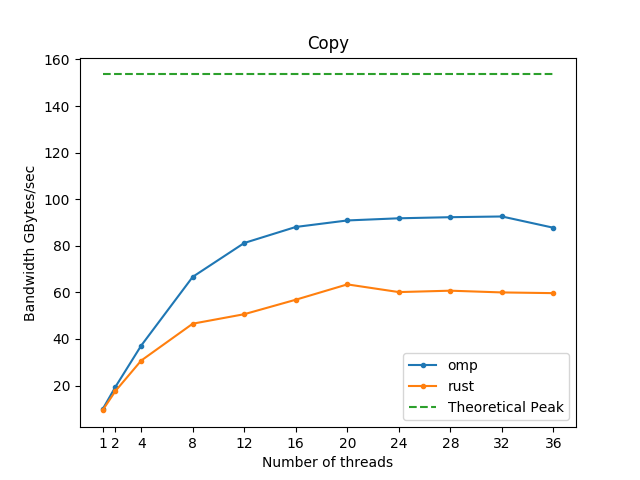 Copy
160
140
120
100
80
60
40
20
Bandwidth GBytes/sec
omp
rust
Theoretical Peak
1 2 4 8 12 16 20 24 28 32 36
Number of threads